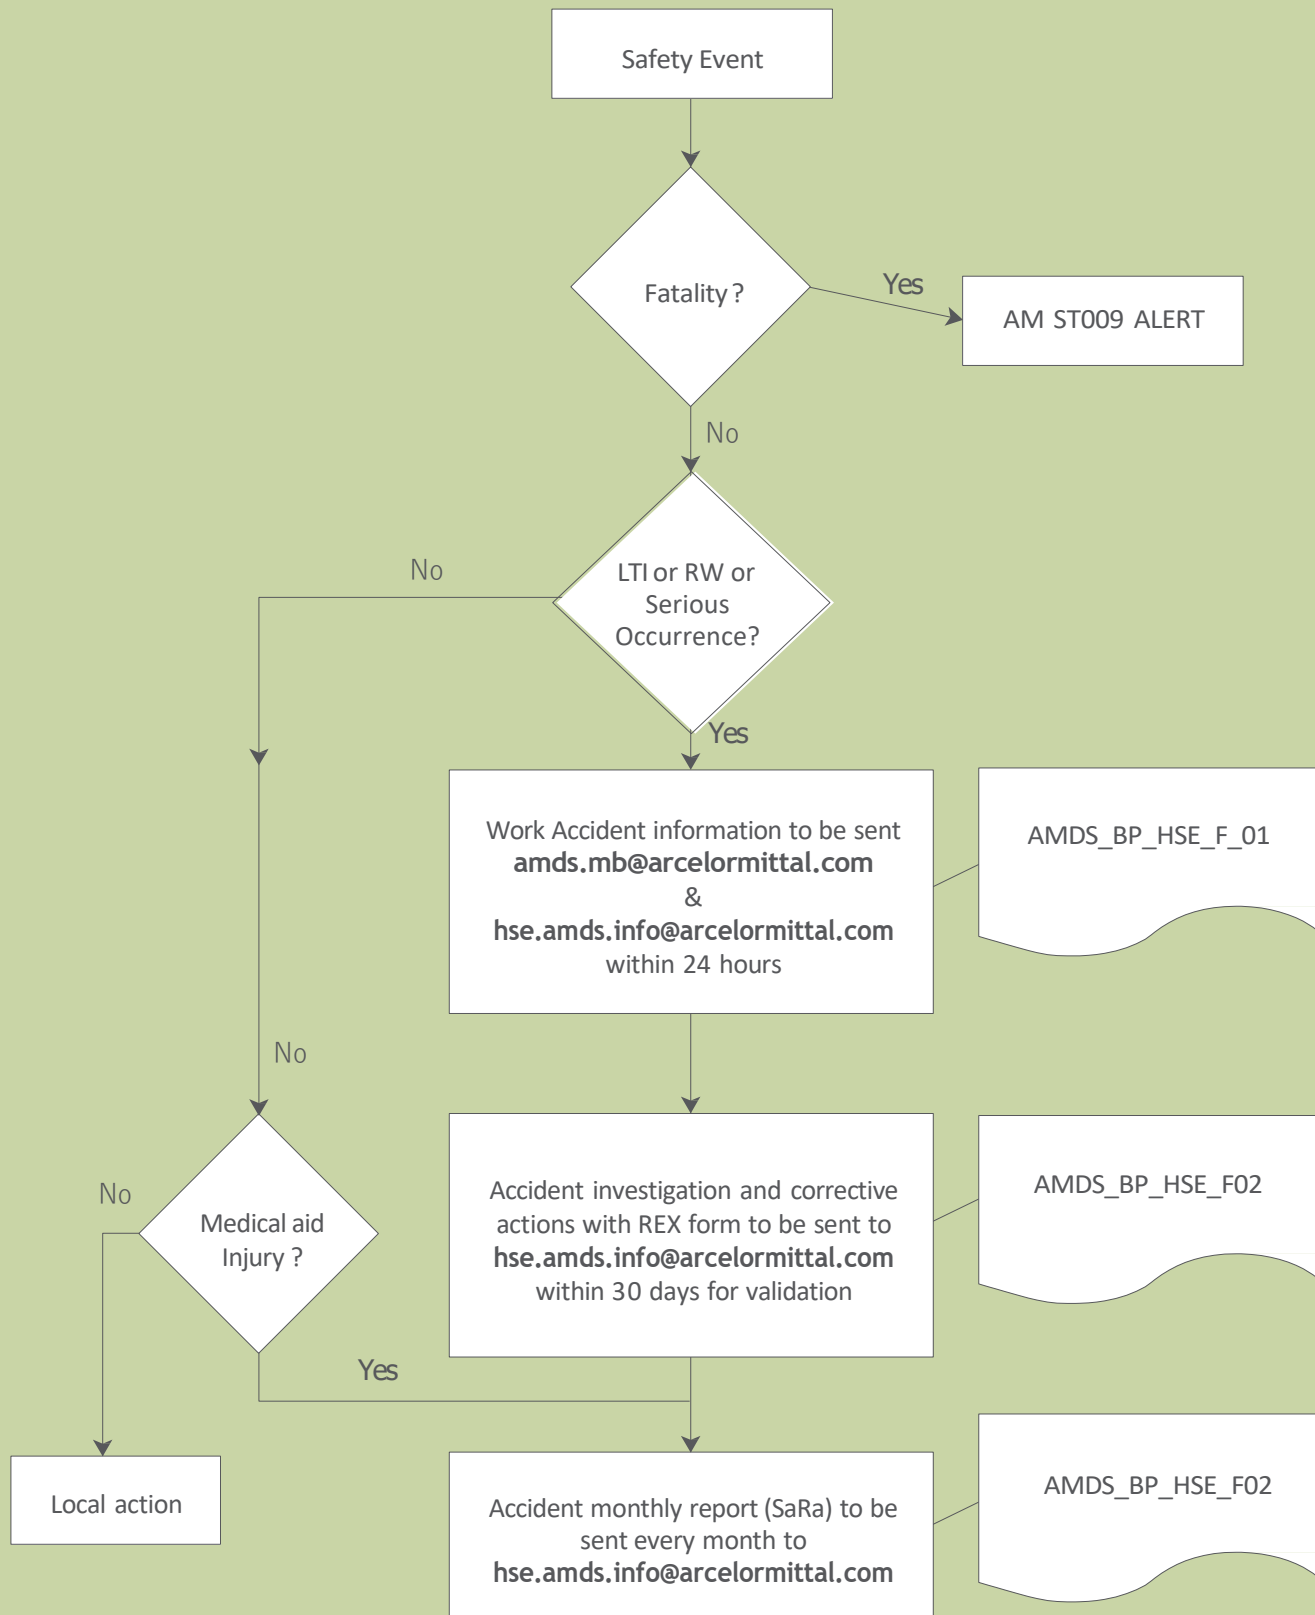 Safety Event
Fatality ?
Yes
AM ST009 ALERT
No
No
LTI or RW or
Serious
Occurrence?
Yes
Work Accident information to be sent
amds.mb@arcelormittal.com
&
hse.amds.info@arcelormittal.com
within 24 hours
AMDS_BP_HSE_F_01
No
No
Medical aid
Injury ?
Accident investigation and corrective
actions with REX form to be sent to
hse.amds.info@arcelormittal.com
within 30 days for validation
AMDS_BP_HSE_F02
Yes
Local action
Accident monthly report (SaRa) to be
sent every month to
hse.amds.info@arcelormittal.com
AMDS_BP_HSE_F02